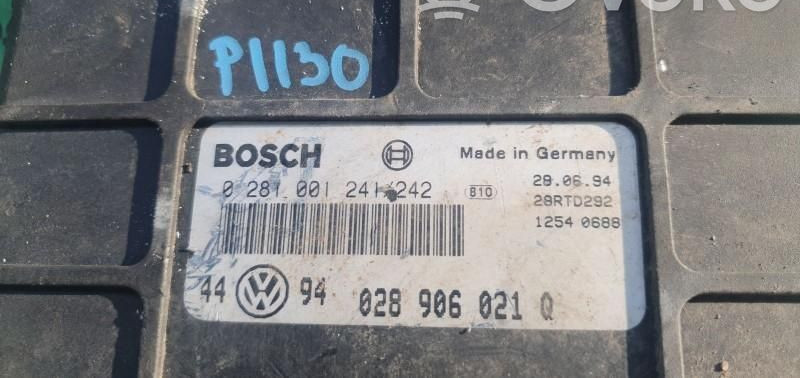 P1130
BOSCH
Made in Germany
0 281 001 241 242
B10
28.06.94
28RTD292
1254 0688
44 VW 94 028 906 021 Q